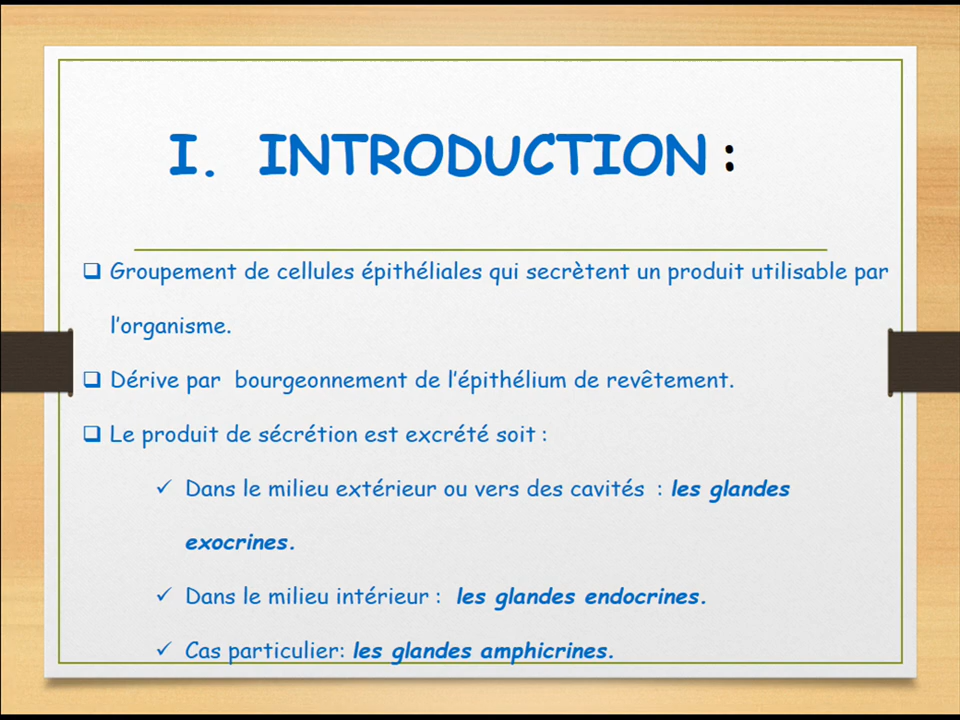 I. INTRODUCTION :
❑ Groupement de cellules épithéliales qui secrètent un produit utilisable par
l’organisme.
❑ Dérive par bourgeonnement de l’épithélium de revêtement.
❑ Le produit de sécrétion est excrété soit :
✓ Dans le milieu extérieur ou vers des cavités : les glandes
exocrines.
✓ Dans le milieu intérieur : les glandes endocrines.
✓ Cas particulier: les glandes amphicrines.